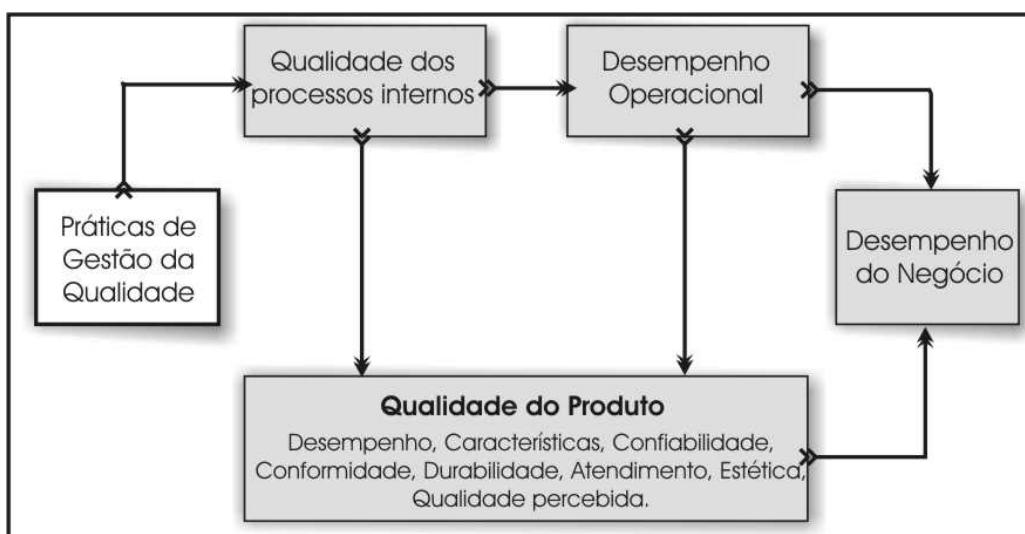 Qualidade dos
processos internos
Desempenho
Operacional
Práticas de
Gestão da
Qualidade
Desempenho
do Negócio
Qualidade do Produto
Desempenho, Características, Confiabilidade,
Conformidade, Durabilidade, Atendimento, Estética,
Qualidade percebida.